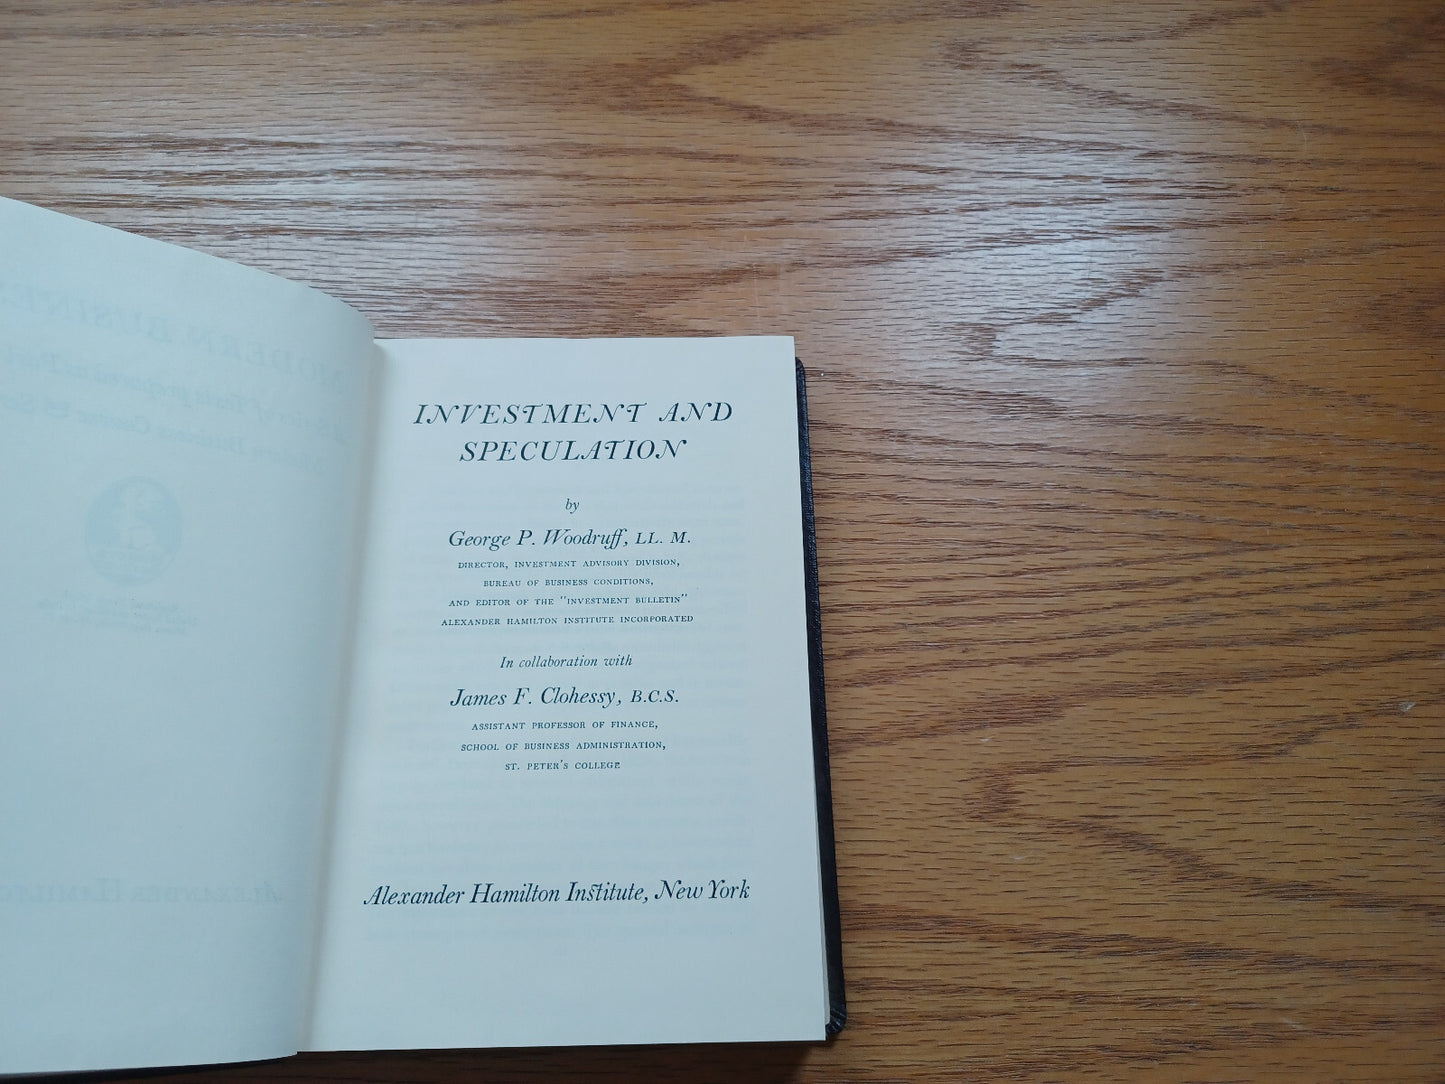 INVESTMENT AND
SPECULATION
by
George P. Woodruff, LL. M.
DIRECTOR, INVESTMENT ADVISORY DIVISION,
BUREAU OF BUSINESS CONDITIONS,
AND EDITOR OF THE "INVESTMENT BULLETIN"
ALEXANDER HAMILTON INSTITUTE INCORPORATED
In collaboration with
James F. Clohessy, B.C.S.
ASSISTANT PROFESSOR OF FINANCE,
SCHOOL OF BUSINESS ADMINISTRATION,
ST. PETER'S COLLEGE
Alexander Hamilton Institute, New York